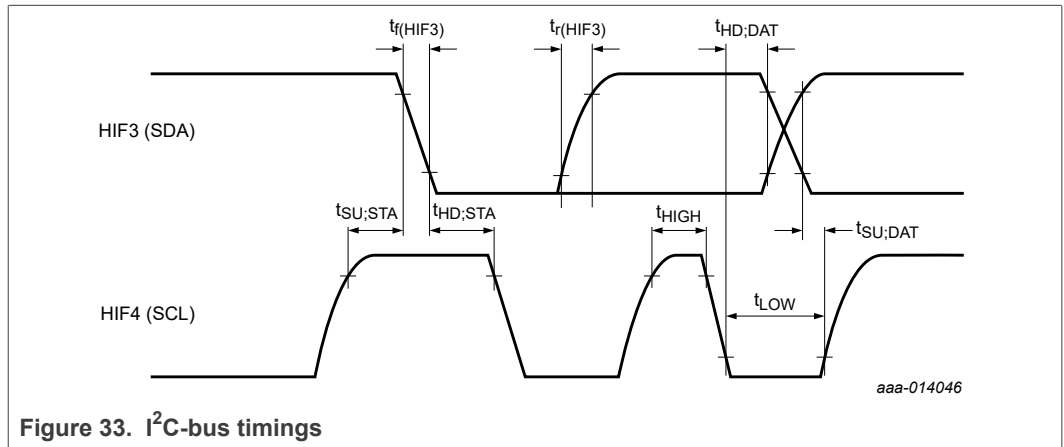 tf(HIF3) tr(HIF3) tHD;DAT
HIF3 (SDA)
tSU;STA tHD;STA tHIGH tSU;DAT
HIF4 (SCL) tLOW
aaa-014046
Figure 33. I²C-bus timings